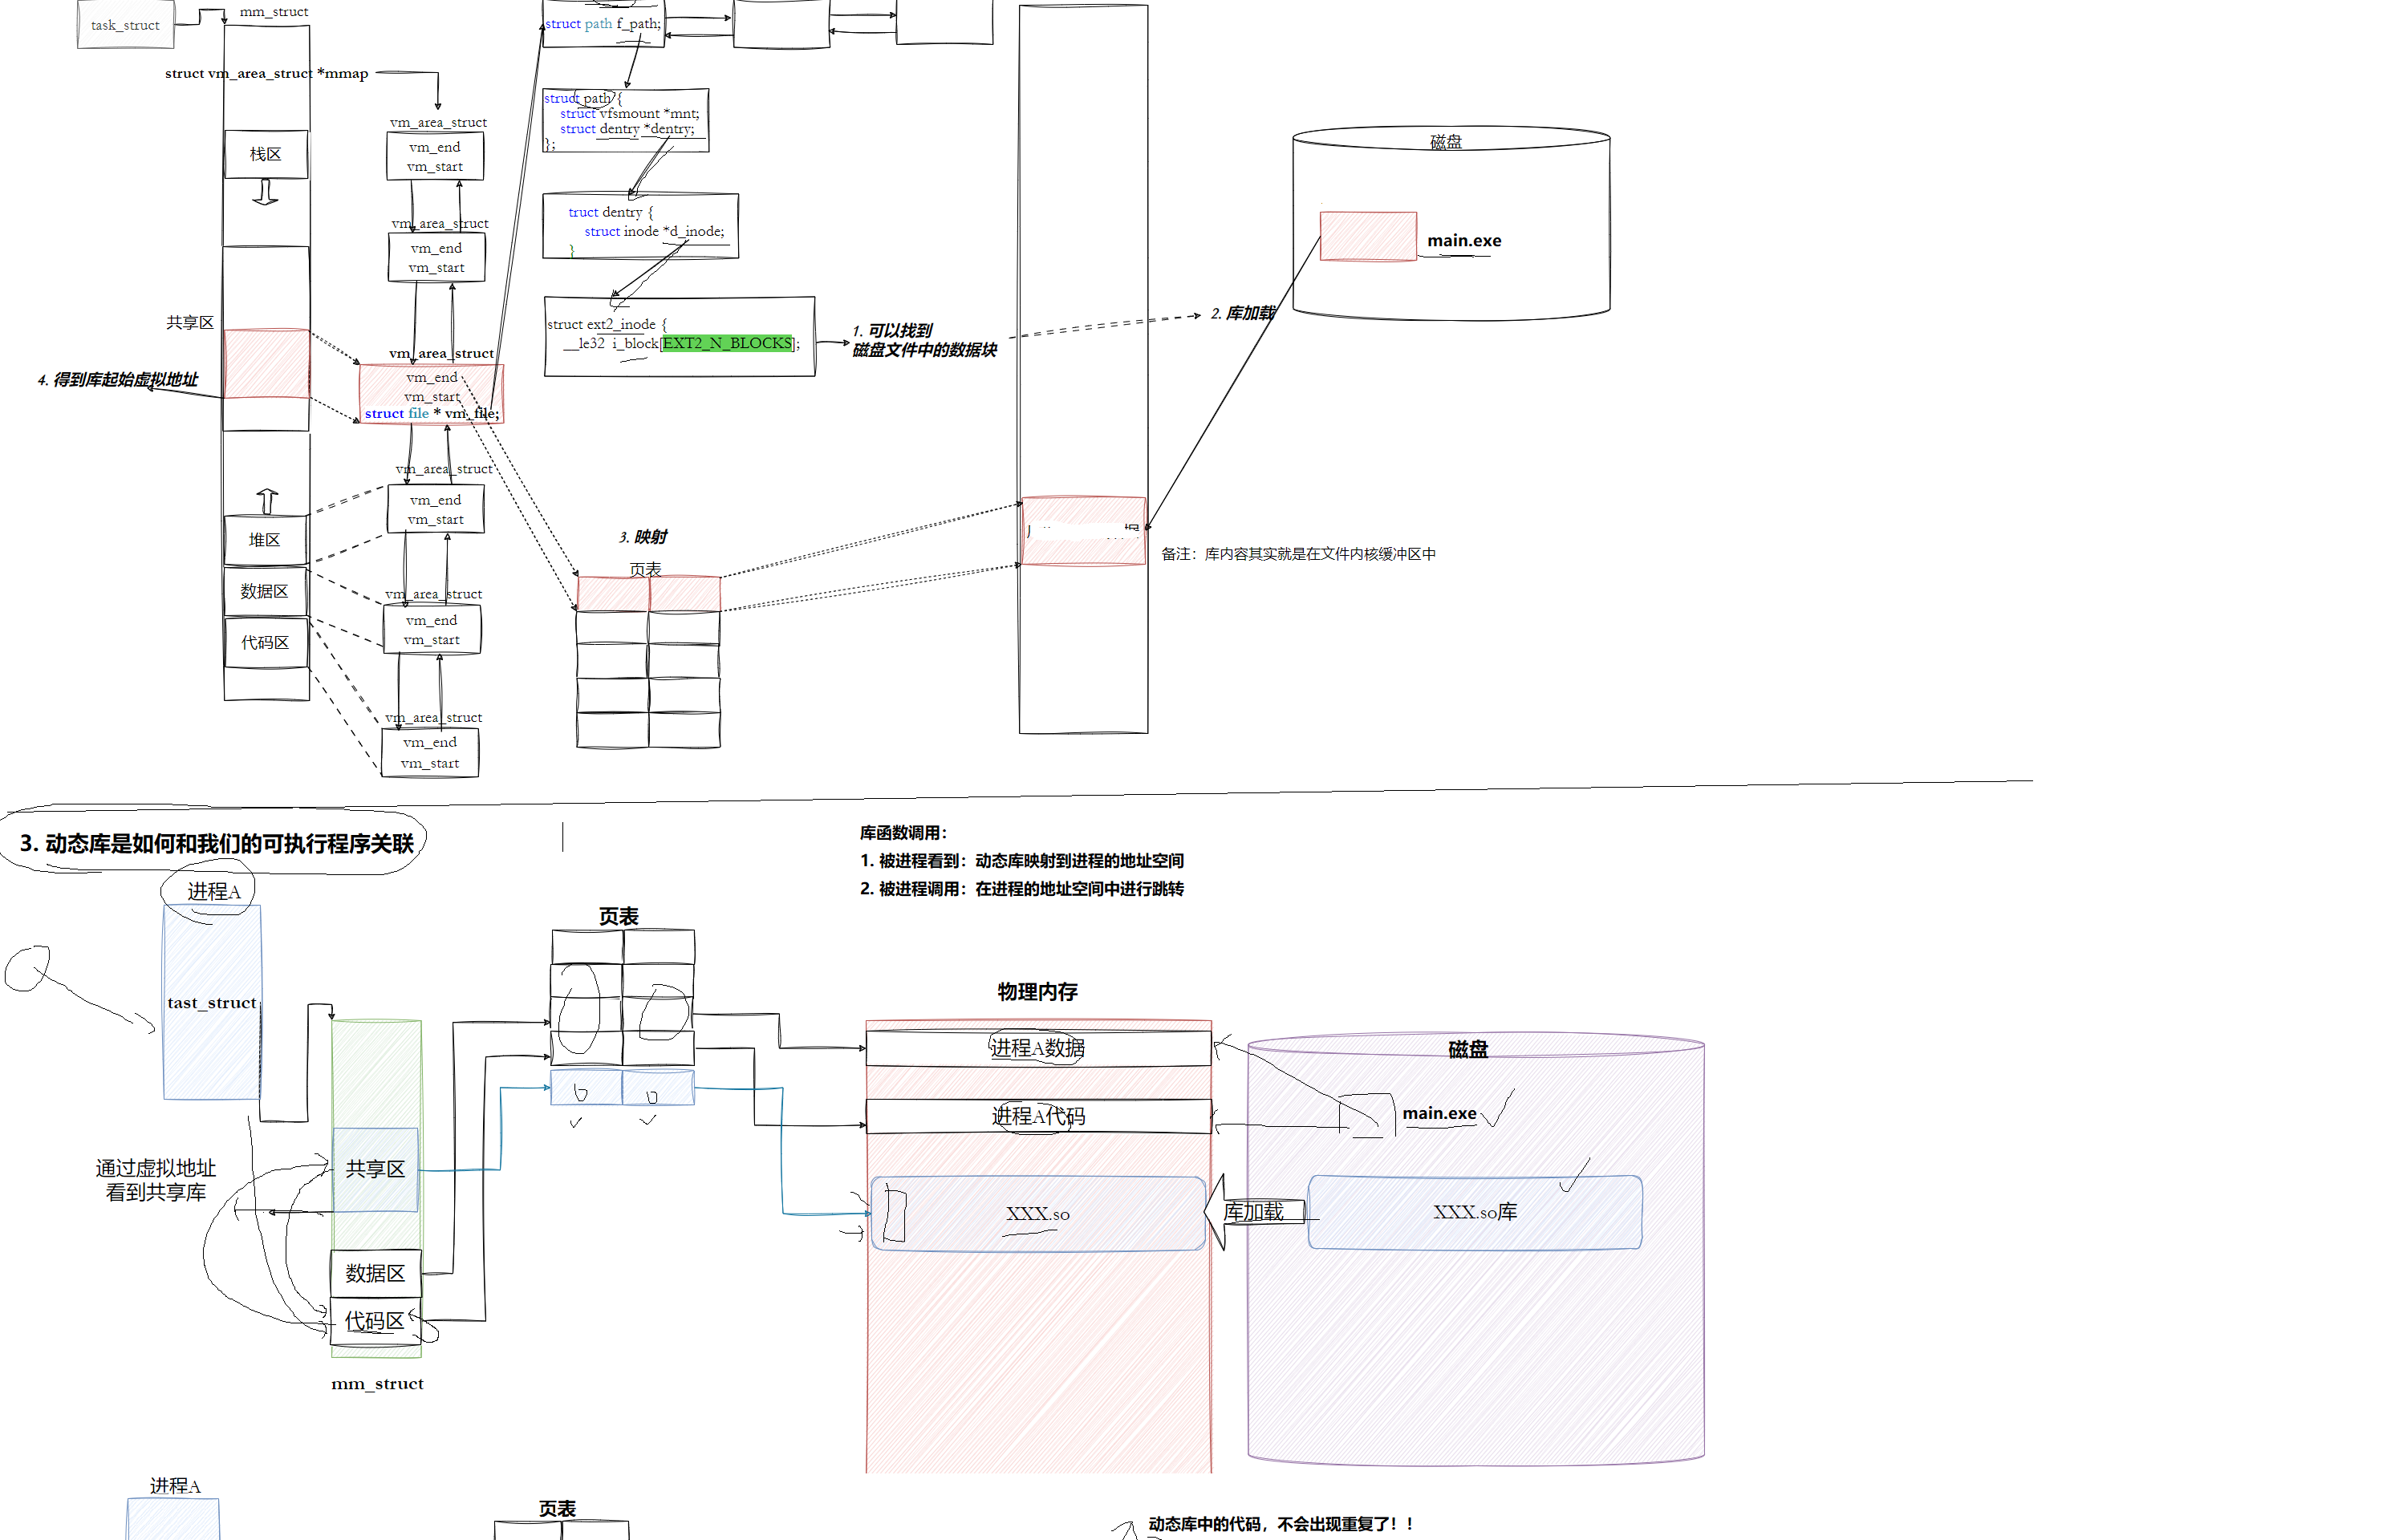 task_struct
mm_struct
struct vm_area_struct *mmap
栈区
共享区
4. 得到库起始虚拟地址
堆区
数据区
代码区
vm_area_struct
vm_end
vm_start
vm_area_struct
vm_end
vm_start
vm_area_struct
vm_end
vm_start
struct file * vm_file;
vm_area_struct
vm_end
vm_start
vm_area_struct
vm_end
vm_start
vm_area_struct
vm_end
vm_start
struct path f_path;
struct path {
struct vfsmount *mnt;
struct dentry *dentry;
};
truct dentry {
struct inode *d_inode;
}
struct ext2_inode {
__le32 i_block[EXT2_N_BLOCKS];
1. 可以找到
磁盘文件中的数据块
2. 库加载
3. 映射
页表
磁盘
main.exe
备注：库内容其实就是在文件内核缓冲区中
3. 动态库是如何和我们的可执行程序关联
库函数调用：
1. 被进程看到：动态库映射到进程的地址空间
2. 被进程调用：在进程的地址空间中进行跳转
进程A
tast_struct
通过虚拟地址
看到共享库
共享区
数据区
代码区
mm_struct
页表
物理内存
进程A数据
进程A代码
XXX.so
库加载
磁盘
main.exe
XXX.so库
进程A
页表
动态库中的代码，不会出现重复了！！